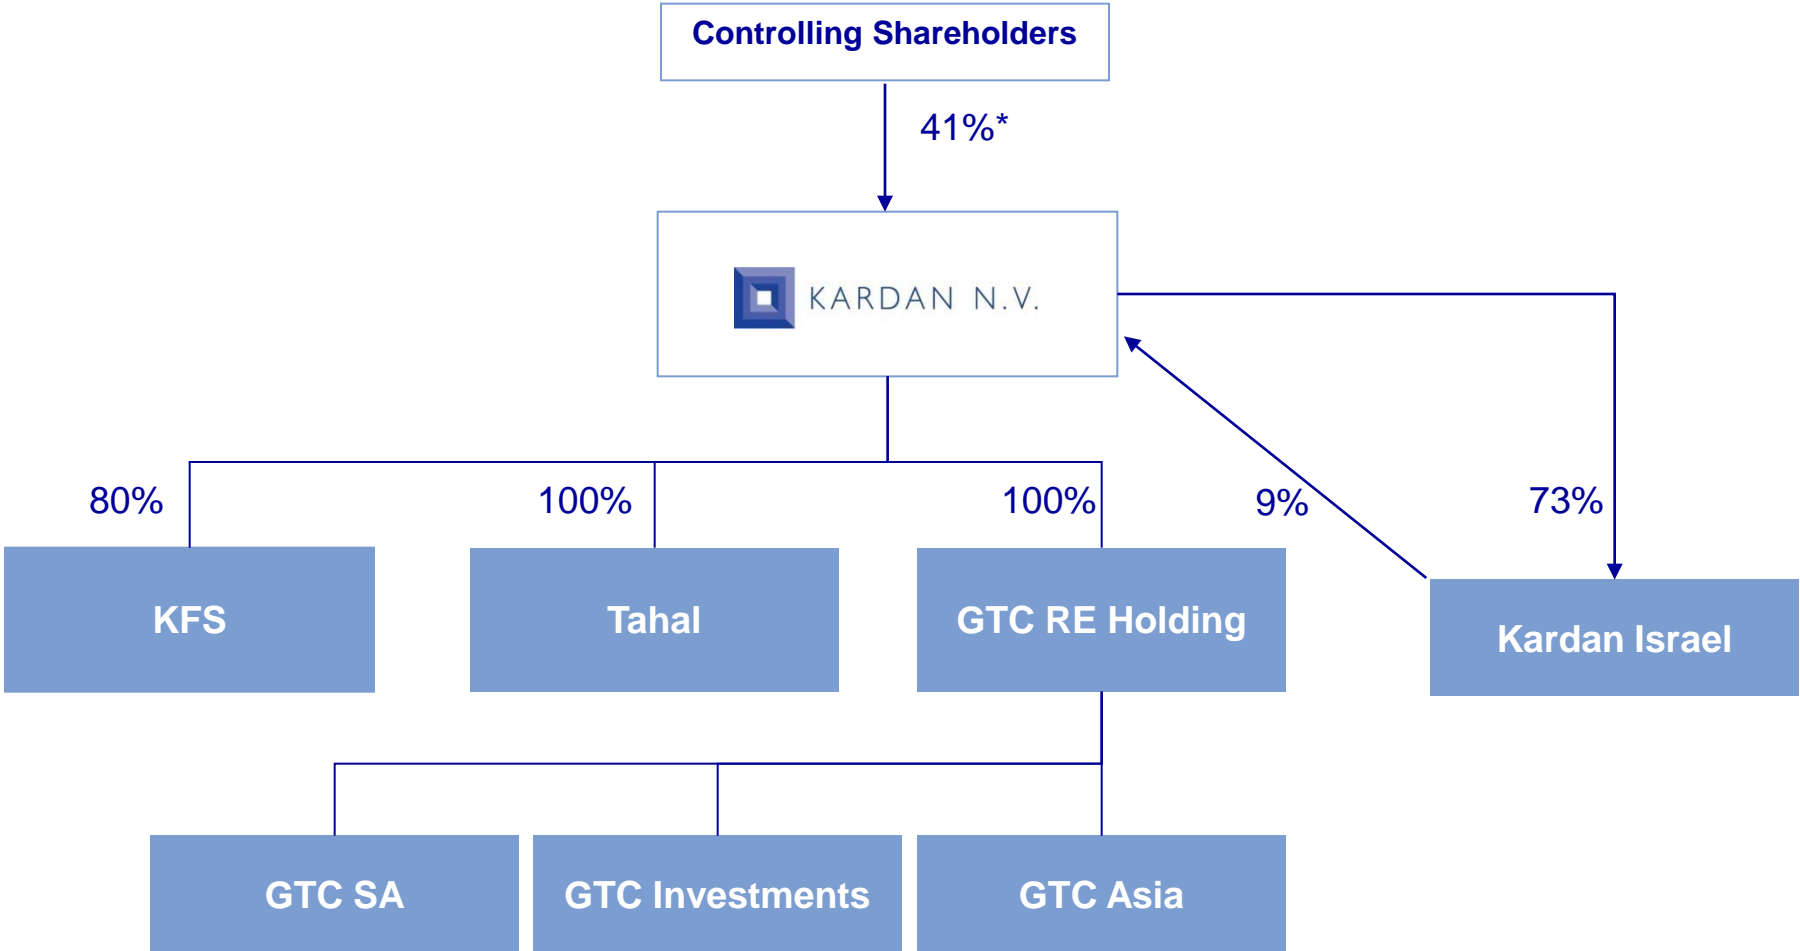 Controlling Shareholders
41%*
KARDAN N.V.
80%
100%
100%
9%
73%
KFS
Tahal
GTC RE Holding
Kardan Israel
GTC SA
GTC Investments
GTC Asia